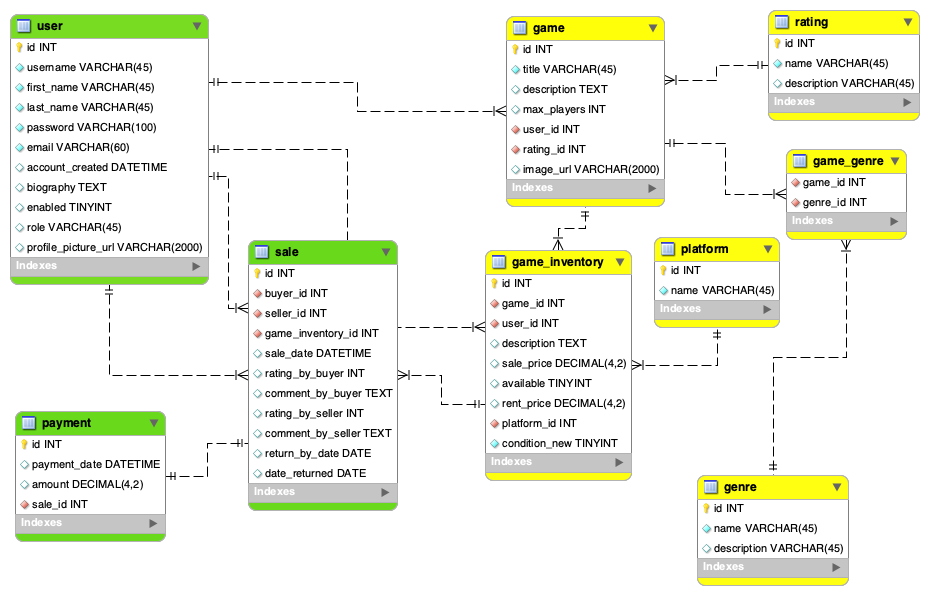 user
id INT
username VARCHAR(45)
first_name VARCHAR(45)
last_name VARCHAR(45)
password VARCHAR(100)
email VARCHAR(60)
account_created DATETIME
biography TEXT
enabled TINYINT
role VARCHAR(45)
profile_picture_url VARCHAR(2000)
Indexes
game
id INT
title VARCHAR(45)
description TEXT
max_players INT
user_id INT
rating_id INT
image_url VARCHAR(2000)
Indexes
rating
id INT
name VARCHAR(45)
description VARCHAR(45)
Indexes
game_genre
game_id INT
genre_id INT
Indexes
sale
id INT
buyer_id INT
seller_id INT
game_inventory_id INT
sale_date DATETIME
rating_by_buyer INT
comment_by_buyer TEXT
rating_by_seller INT
comment_by_seller TEXT
return_by_date DATE
date_returned DATE
Indexes
game_inventory
id INT
game_id INT
user_id INT
description TEXT
sale_price DECIMAL(4,2)
available TINYINT
rent_price DECIMAL(4,2)
platform_id INT
condition_new TINYINT
Indexes
platform
id INT
name VARCHAR(45)
Indexes
payment
id INT
payment_date DATETIME
amount DECIMAL(4,2)
sale_id INT
Indexes
genre
id INT
name VARCHAR(45)
description VARCHAR(45)
Indexes